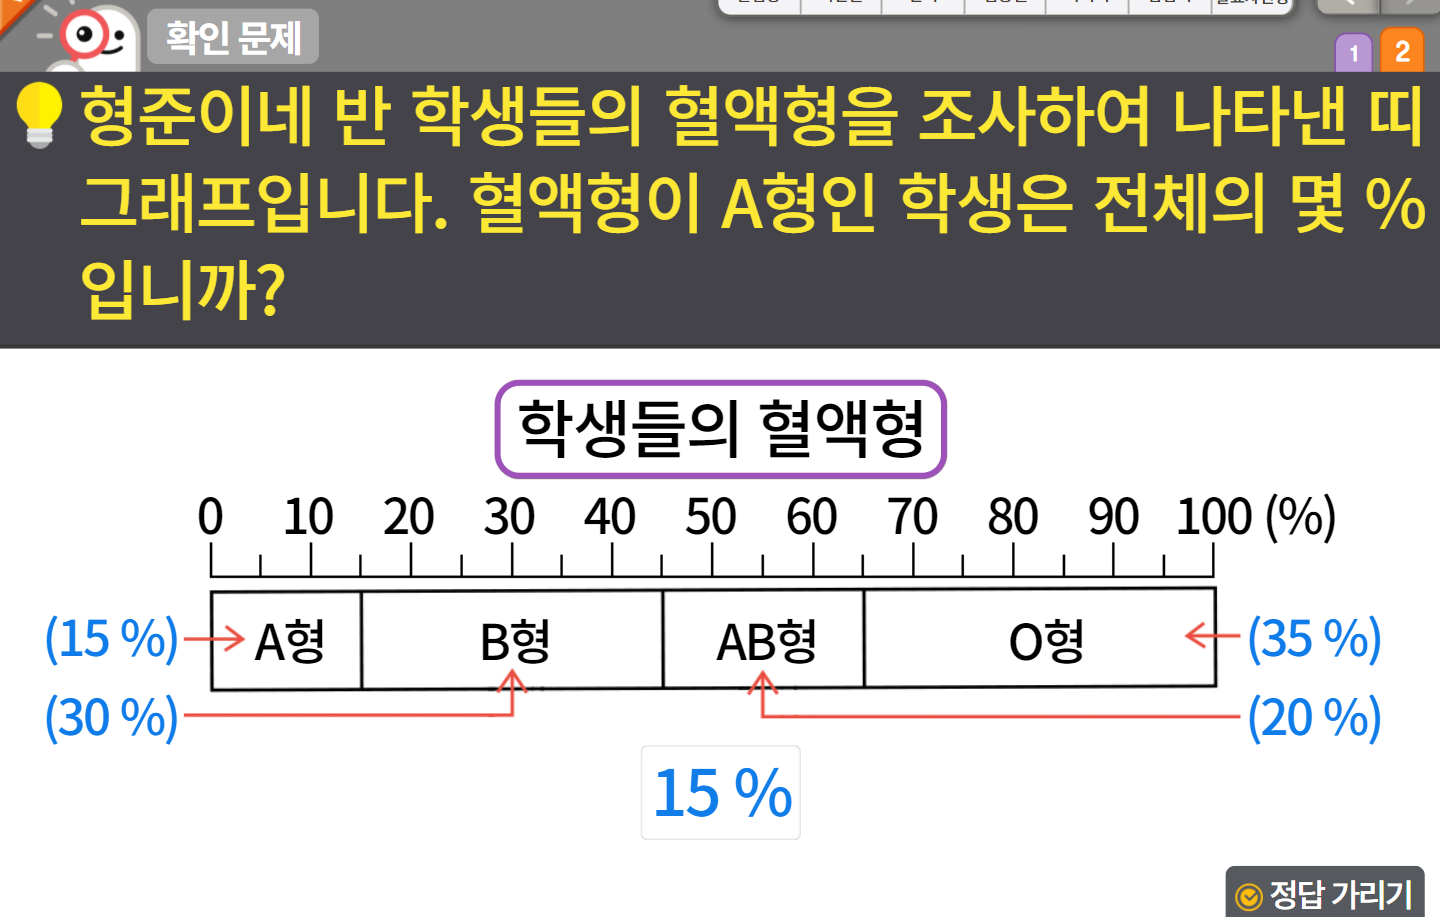 확인 문제
1
2
형준이네 반 학생들의 혈액형을 조사하여 나타낸 띠
그래프입니다. 혈액형이 A형인 학생은 전체의 몇 %
입니까?
학생들의 혈액형
0 10 20 30 40 50 60 70 80 90 100 (%)
(15 %) A형 B형 AB형 O형 (35 %)
(30 %) (20 %)
15 %
정답 가리기